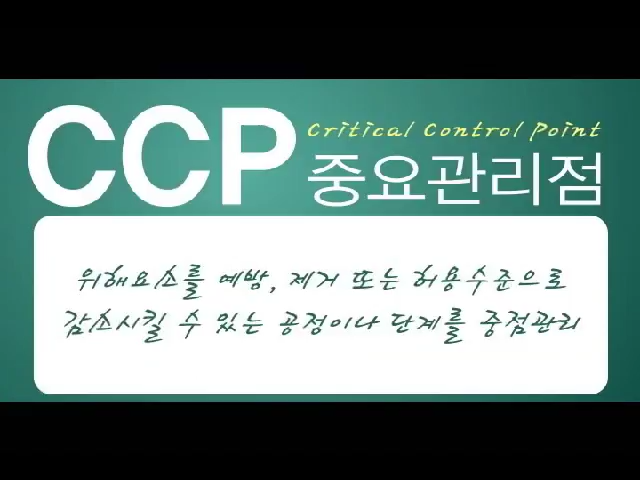 CCP
Critical Control Point
중요관리점
위해요소를 예방, 제거 또는 허용수준으로
감소시킬 수 있는 공정이나 단계를 중점관리